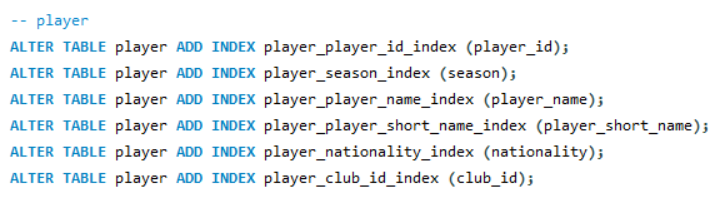 -- player
ALTER TABLE player ADD INDEX player_player_id_index (player_id);
ALTER TABLE player ADD INDEX player_season_index (season);
ALTER TABLE player ADD INDEX player_player_name_index (player_name);
ALTER TABLE player ADD INDEX player_player_short_name_index (player_short_name);
ALTER TABLE player ADD INDEX player_nationality_index (nationality);
ALTER TABLE player ADD INDEX player_club_id_index (club_id);